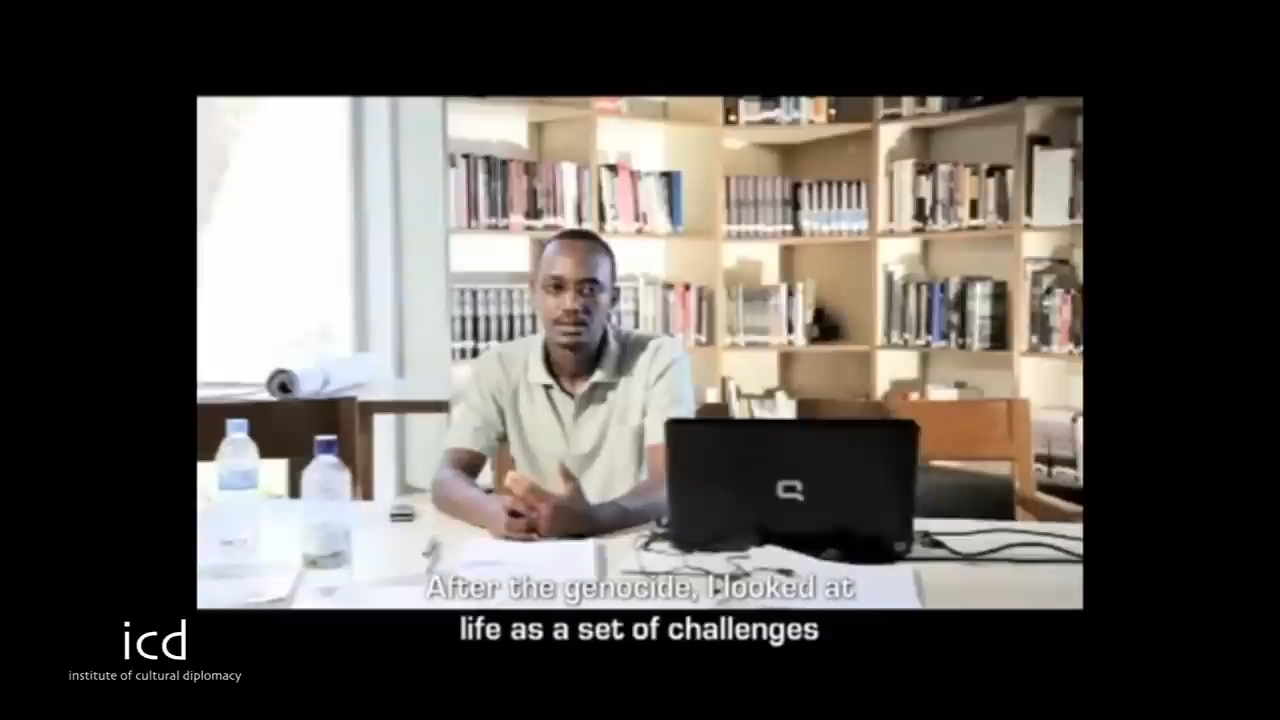 After the genocide, I looked at
life as a set of challenges
icd
institute of cultural diplomacy